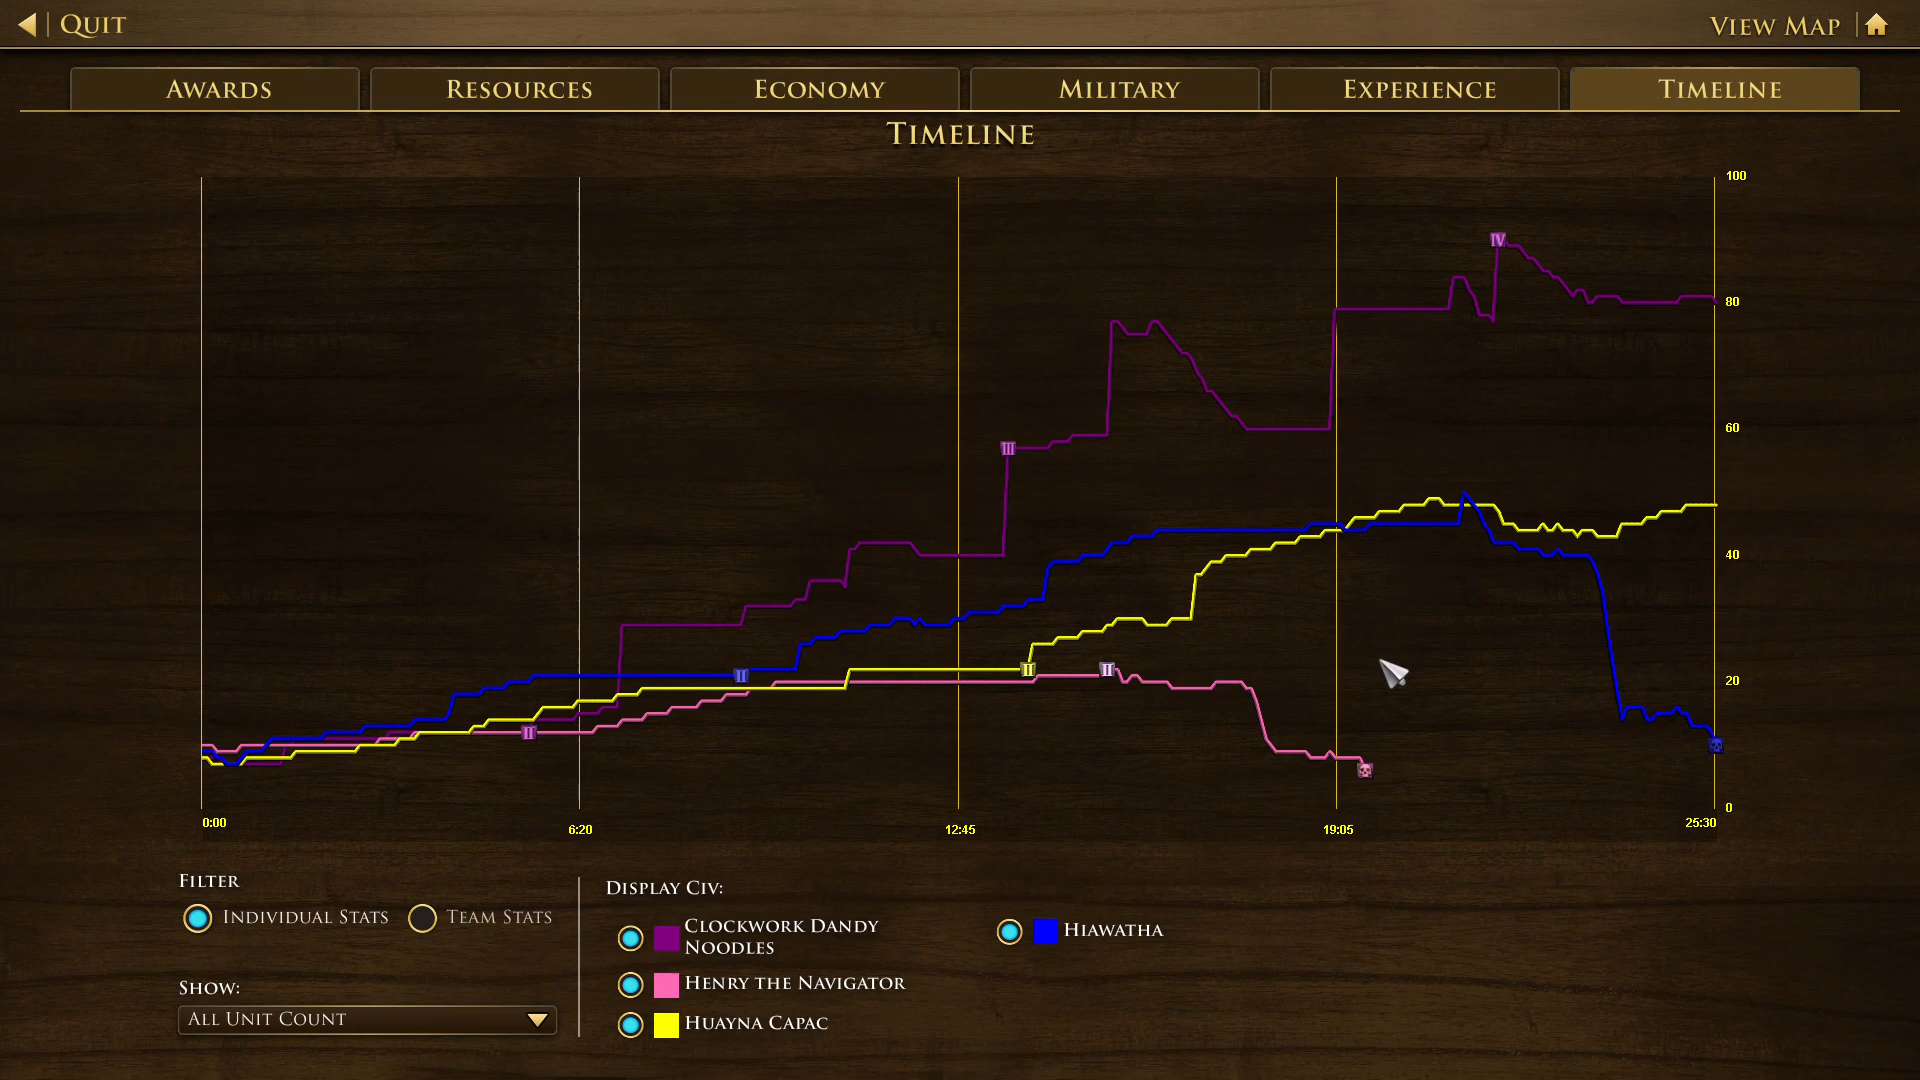 QUIT
VIEW MAP
AWARDS
RESOURCES
ECONOMY
MILITARY
EXPERIENCE
TIMELINE
TIMELINE
100
80
60
40
20
0
IV
III
II
II
II
II
0:00
6:20
12:45
19:05
25:30
FILTER
INDIVIDUAL STATS
TEAM STATS
SHOW:
ALL UNIT COUNT
DISPLAY CIV:
CLOCKWORK DANDY
NOODLES
HENRY THE NAVIGATOR
HUAYNA CAPAC
HIAWATHA